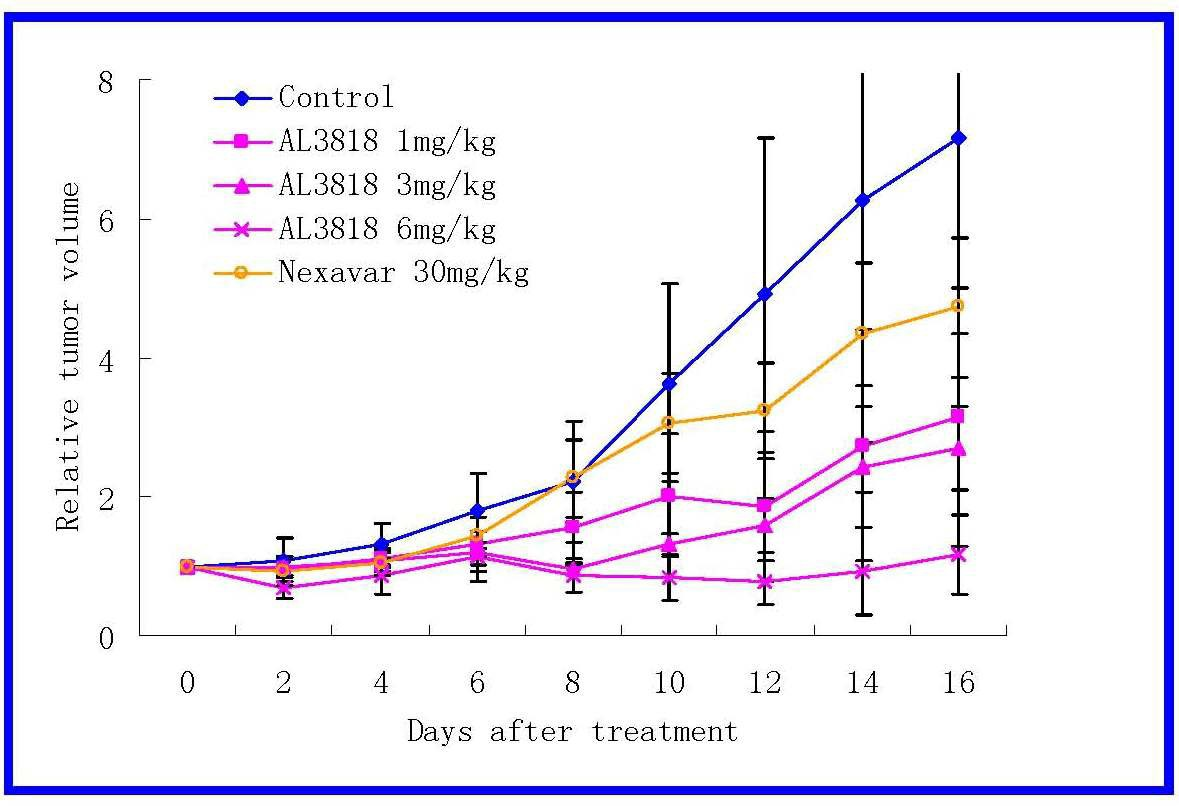 8
6
4
2
0
Relative tumor volume
Control
AL3818 1mg/kg
AL3818 3mg/kg
AL3818 6mg/kg
Nexavar 30mg/kg
0 2 4 6 8 10 12 14 16
Days after treatment